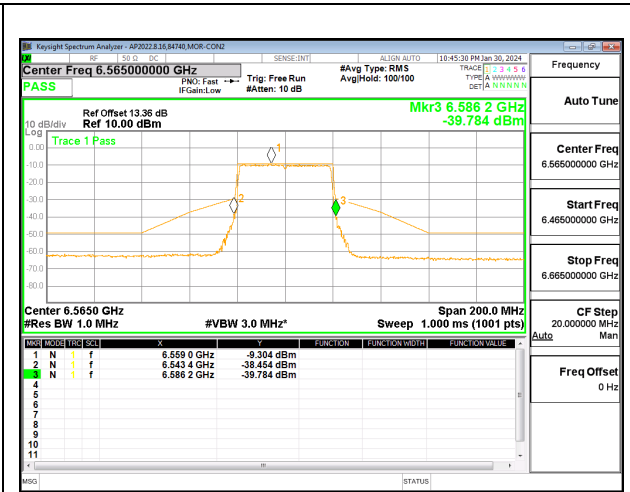 Keysight Spectrum Analyzer - AP2022.8.16,84740,MOR-CON2
RF 50 Ω DC SENSE:INT ALIGN AUTO 10:45:30 PM Jan 30, 2024
Center Freq 6.565000000 GHz
PASS
PNO: Fast
IFGain:Low
Trig: Free Run
#Atten: 10 dB
#Avg Type: RMS
Avg|Hold: 100/100
TRACE 1 2 3 4 5 6
TYPE A WWWWW
DET A N N N N N
Frequency
Ref Offset 13.36 dB
10 dB/div Ref 10.00 dBm
Log
Mkr3 6.586 2 GHz
-39.784 dBm
Trace 1 Pass
0.00
-10.0
-20.0
-30.0
-40.0
-50.0
-60.0
-70.0
-80.0
1
2
3
Center 6.5650 GHz Span 200.0 MHz
#Res BW 1.0 MHz #VBW 3.0 MHz* Sweep 1.000 ms (1001 pts)
MKR MODE TRC SCL X Y FUNCTION FUNCTION WIDTH FUNCTION VALUE
1 N 1 f 6.559 0 GHz -9.304 dBm
2 N 1 f 6.543 4 GHz -38.454 dBm
3 N 1 f 6.586 2 GHz -39.784 dBm
4
5
6
7
8
9
10
11
MSG STATUS
Auto Tune
Center Freq
6.565000000 GHz
Start Freq
6.465000000 GHz
Stop Freq
6.665000000 GHz
CF Step
20.000000 MHz
Auto Man
Freq Offset
0 Hz